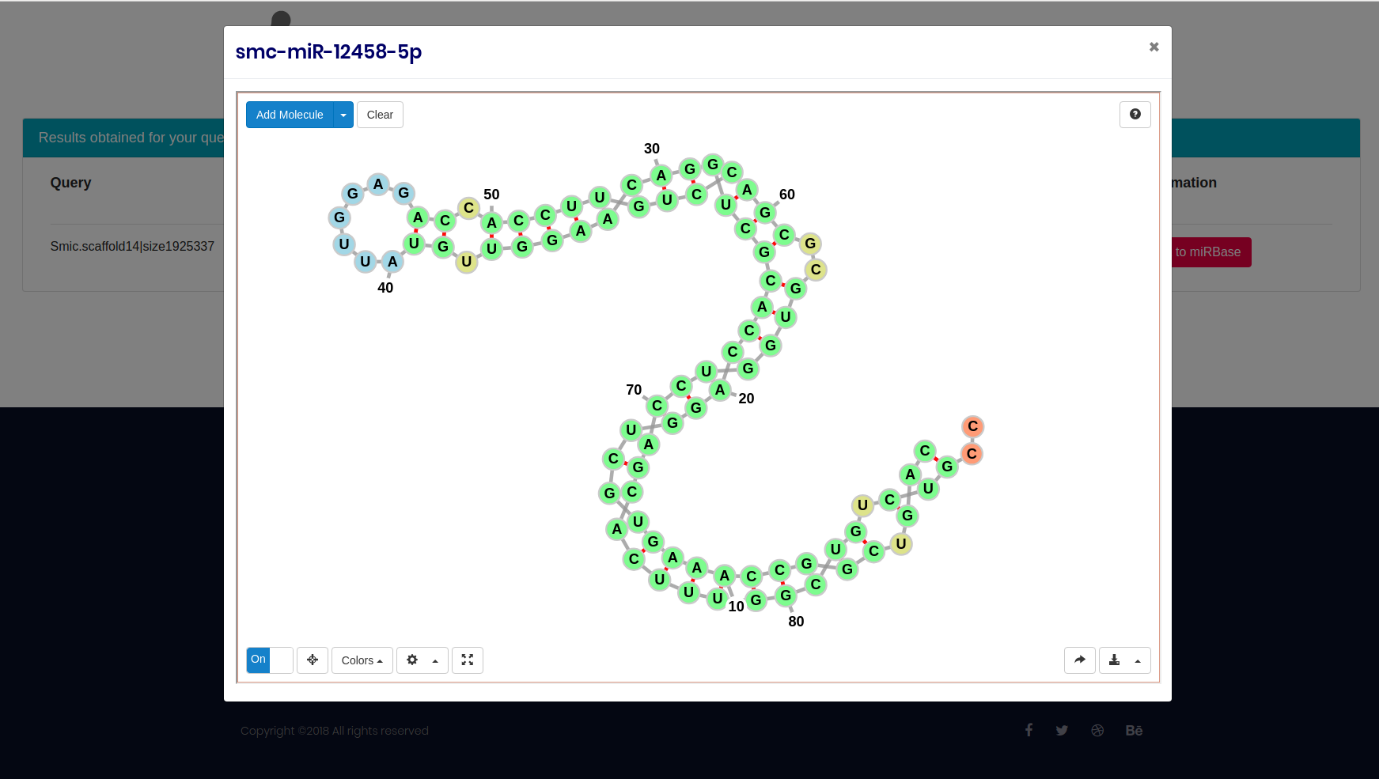 smc-miR-12458-5p
×
Results obtained for your que
Add Molecule
Clear
Query
mation
Smic.scaffold14|size1925337
to miRBase
30
A G G C
C A
50
60
G A G
G
U U
A C C A C C U U G U C
U
G
G C G
C
G
U U A U G U U G G A A
40
C G
A U
C G
C U G
70
C A
20
U G G
C A
G C
G
A U
C G A A A C C G U G U C A C
U U U G G C G C U G U G
C
C
10
80
On
Colors
Copyright ©2018 All rights reserved
Bē